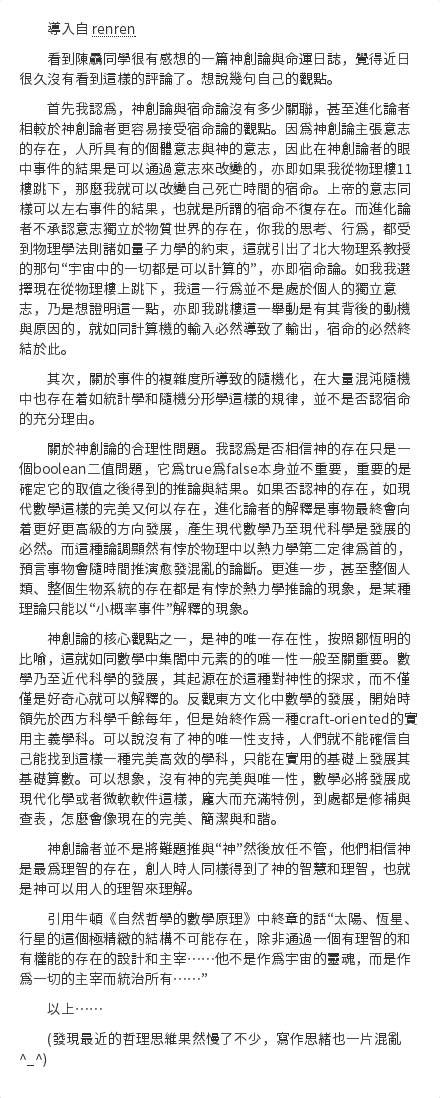 導入自 renren
看到陳驫同學很有感想的一篇神創論與命運日誌，覺得近日
很久沒有看到這樣的評論了。想說幾句自己的觀點。
首先我認爲，神創論與宿命論沒有多少關聯，甚至進化論者
相較於神創論者更容易接受宿命論的觀點。因爲神創論主張意志
的存在，人所具有的個體意志與神的意志，因此在神創論者的眼
中事件的結果是可以通過意志來改變的，亦即如果我從物理樓11
樓跳下，那麼我就可以改變自己死亡時間的宿命。上帝的意志同
樣可以左右事件的結果，也就是所謂的宿命不復存在。而進化論
者不承認意志獨立於物質世界的存在，你我的思考、行爲，都受
到物理學法則諸如量子力學的約束，這就引出了北大物理系教授
的那句“宇宙中的一切都是可以計算的”，亦即宿命論。如我我選
擇現在從物理樓上跳下，我這一行爲並不是處於個人的獨立意
志，乃是想證明這一點，亦即我跳樓這一舉動是有其背後的動機
與原因的，就如同計算機的輸入必然導致了輸出，宿命的必然終
結於此。
其次，關於事件的複雜度所導致的隨機化，在大量混沌隨機
中也存在着如統計學和隨機分形學這樣的規律，並不是否認宿命
的充分理由。
關於神創論的合理性問題。我認爲是否相信神的存在只是一
個boolean二值問題，它爲true爲false本身並不重要，重要的是
確定它的取值之後得到的推論與結果。如果否認神的存在，如現
代數學這樣的完美又何以存在，進化論者的解釋是事物最終會向
着更好更高級的方向發展，產生現代數學乃至現代科學是發展的
必然。而這種論調顯然有悖於物理中以熱力學第二定律爲首的，
預言事物會隨時間推演愈發混亂的論斷。更進一步，甚至整個人
類、整個生物系統的存在都是有悖於熱力學推論的現象，是某種
理論只能以“小概率事件”解釋的現象。
神創論的核心觀點之一，是神的唯一存在性，按照鄒恆明的
比喻，這就如同數學中集閤中元素的的唯一性一般至關重要。數
學乃至近代科學的發展，其起源在於這種對神性的探求，而不僅
僅是好奇心就可以解釋的。反觀東方文化中數學的發展，開始時
領先於西方科學千餘每年，但是始終作爲一種craft-oriented的實
用主義學科。可以說沒有了神的唯一性支持，人們就不能確信自
己能找到這樣一種完美高效的學科，只能在實用的基礎上發展其
基礎算數。可以想象，沒有神的完美與唯一性，數學必將發展成
現代化學或者微軟軟件這樣，龐大而充滿特例，到處都是修補與
查表，怎麼會像現在的完美、簡潔與和諧。
神創論者並不是將難題推與“神”然後放任不管，他們相信神
是最爲理智的存在，創人時人同樣得到了神的智慧和理智，也就
是神可以用人的理智來理解。
引用牛頓《自然哲學的數學原理》中終章的話“太陽、恆星、
行星的這個極精緻的結構不可能存在，除非通過一個有理智的和
有權能的存在的設計和主宰⋯⋯他不是作爲宇宙的靈魂，而是作
爲一切的主宰而統治所有⋯⋯”
以上⋯⋯
(發現最近的哲理思維果然慢了不少，寫作思緒也一片混亂
^_^)